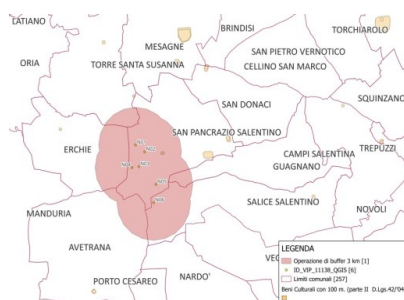 LATIANO
BRINDISI
TORCHIAROLO
MESAGNE
SAN PIETRO VERNOTICO
ORIA
TORRE SANTA SUSANNA
CELLINO SAN MARCO
SQUINZANO
SAN DONACI
SAN PANCRAZIO SALENTINO
ERCHIE
TREPUZZI
CAMPI SALENTINA
GUAGNANO
MANDURIA
SALICE SALENTINO
NOVOLI
AVETRANA
NARDO'
PORTO CESAREO
LEGENDA
Operazione di buffer 3 km [1]
ID_VIP_11138_QGIS [6]
Limiti comunali [257]
Beni Culturali con 100 m. (parte II D.Lgs.42/04